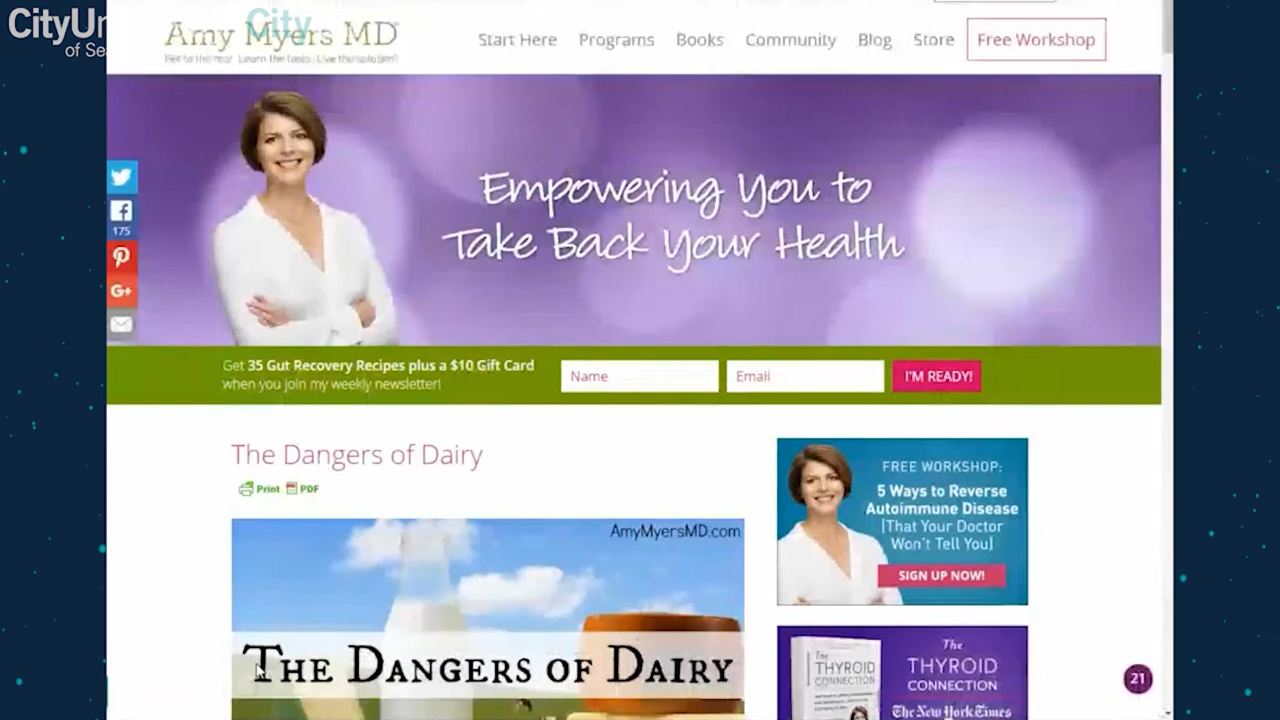 CityUn
of Se
City
Amy Myers MD
Start Here
Programs
Books
Community
Blog
Store
Free Workshop
Empowering You to
Take Back Your Health
175
Get 35 Gut Recovery Recipes plus a $10 Gift Card
when you join my weekly newsletter!
Name
Email
I'M READY!
The Dangers of Dairy
Print
PDF
AmyMyersMD.com
THE DANGERS OF DAIRY
FREE WORKSHOP:
5 Ways to Reverse
Autoimmune Disease
[That Your Doctor
Won't Tell You]
SIGN UP NOW!
The
THYROID
CONNECTION
The
THYROID
CONNECTION
The New York Times
21